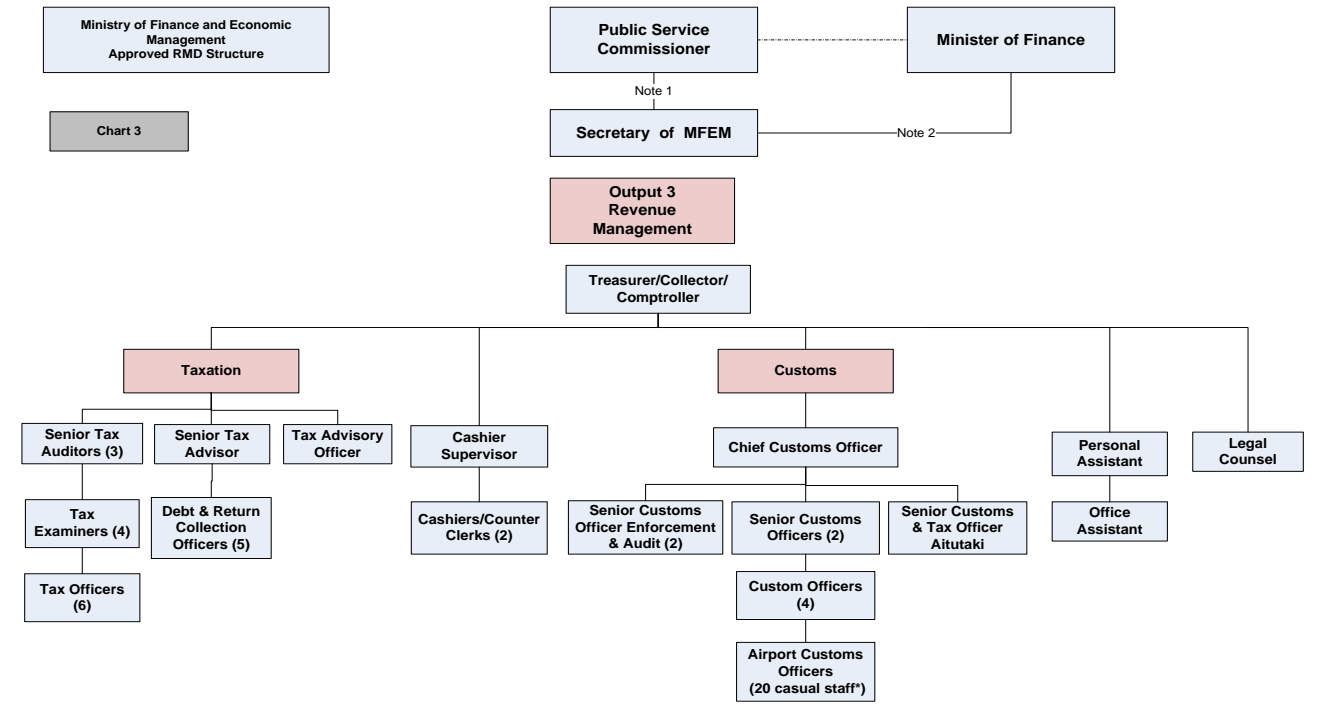 Ministry of Finance and Economic
Management
Approved RMD Structure
Public Service
Commissioner
Minister of Finance
Note 1
Chart 3
Secretary of MFEM
Note 2
Output 3
Revenue
Management
Treasurer/Collector/
Comptroller
Taxation
Customs
Senior Tax
Auditors (3)
Senior Tax
Advisor
Tax Advisory
Officer
Cashier
Supervisor
Chief Customs Officer
Personal
Assistant
Legal
Counsel
Tax
Examiners (4)
Debt & Return
Collection
Officers (5)
Cashiers/Counter
Clerks (2)
Senior Customs
Officer Enforcement
& Audit (2)
Senior Customs
Officers (2)
Senior Customs
& Tax Officer
Aitutaki
Office
Assistant
Tax Officers
(6)
Custom Officers
(4)
Airport Customs
Officers
(20 casual staff*)